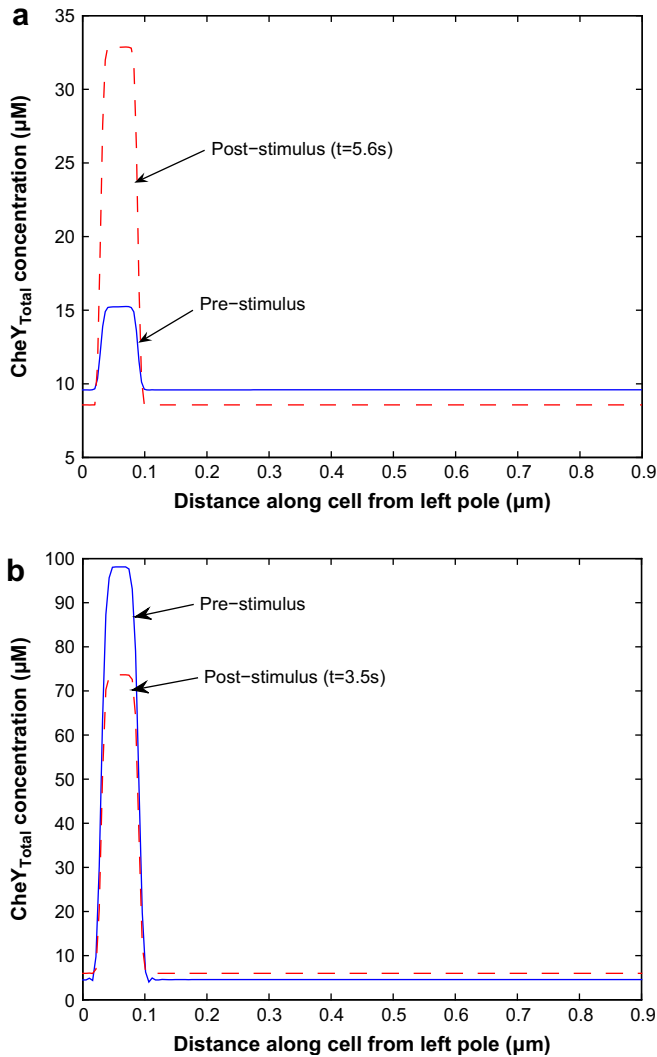 a
35
30
25
20
15
10
5
CheY_Total concentration (µM)
Post−stimulus (t=5.6s)
Pre−stimulus
0 0.1 0.2 0.3 0.4 0.5 0.6 0.7 0.8 0.9
Distance along cell from left pole (µm)
b
100
90
80
70
60
50
40
30
20
10
0
CheY_Total concentration (µM)
Pre−stimulus
Post−stimulus (t=3.5s)
0 0.1 0.2 0.3 0.4 0.5 0.6 0.7 0.8 0.9
Distance along cell from left pole (µm)